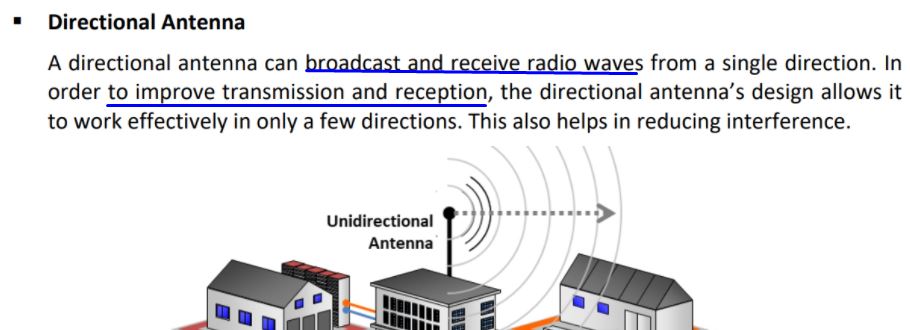 ▪ Directional Antenna
A directional antenna can broadcast and receive radio waves from a single direction. In
order to improve transmission and reception, the directional antenna’s design allows it
to work effectively in only a few directions. This also helps in reducing interference.
Unidirectional
Antenna